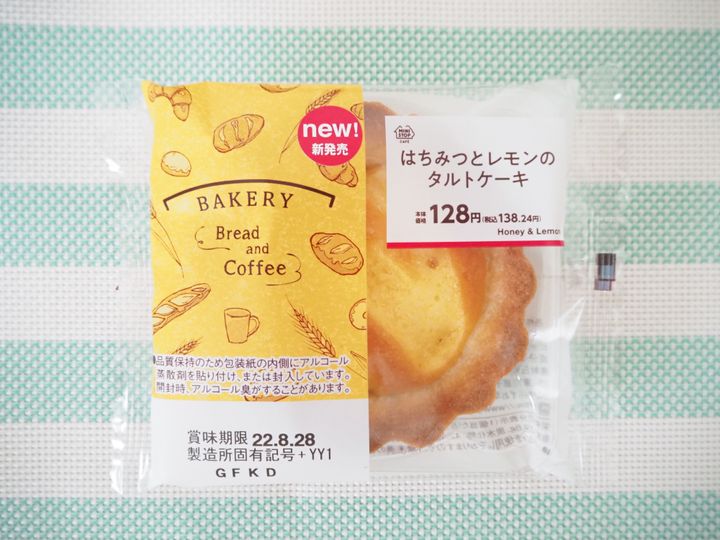 new!
新発売
BAKERY
Bread
and
Coffee
品質保持のため包装紙の内側にアルコール
蒸散剤を貼り付け、または封入しています。
開封時、アルコール臭がすることがあります。
賞味期限 22.8.28
製造所固有記号+YY1
GFKD
MINI
STOP
CAFE
はちみつとレモンの
タルトケーキ
本体
価格 128円(税込138.24円)
Honey & Lemon